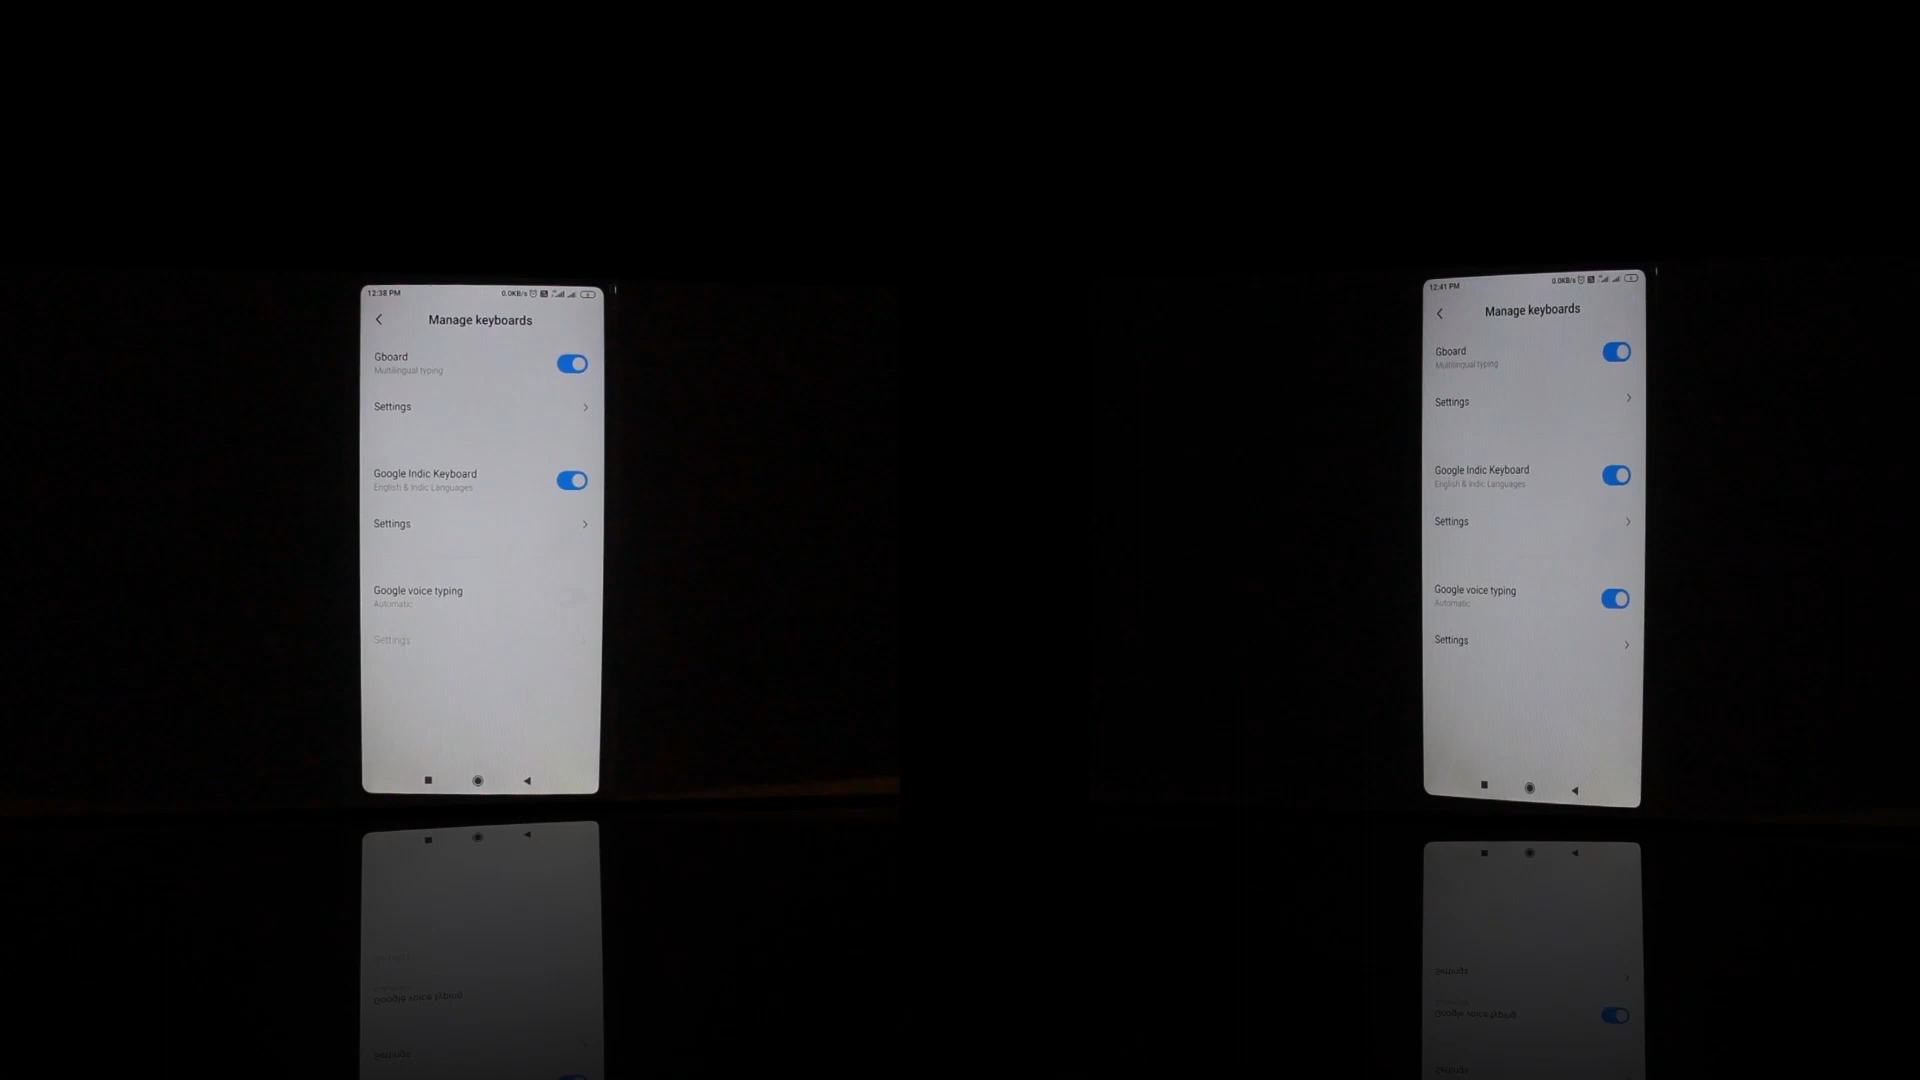 12:38 PM
0.0KB/s
Manage keyboards
Gboard
Multilingual typing
Settings
Google Indic Keyboard
English & Indic Languages
Settings
Google voice typing
Automatic
Settings
12:41 PM
0.0KB/s
Manage keyboards
Gboard
Multilingual typing
Settings
Google Indic Keyboard
English & Indic Languages
Settings
Google voice typing
Automatic
Settings